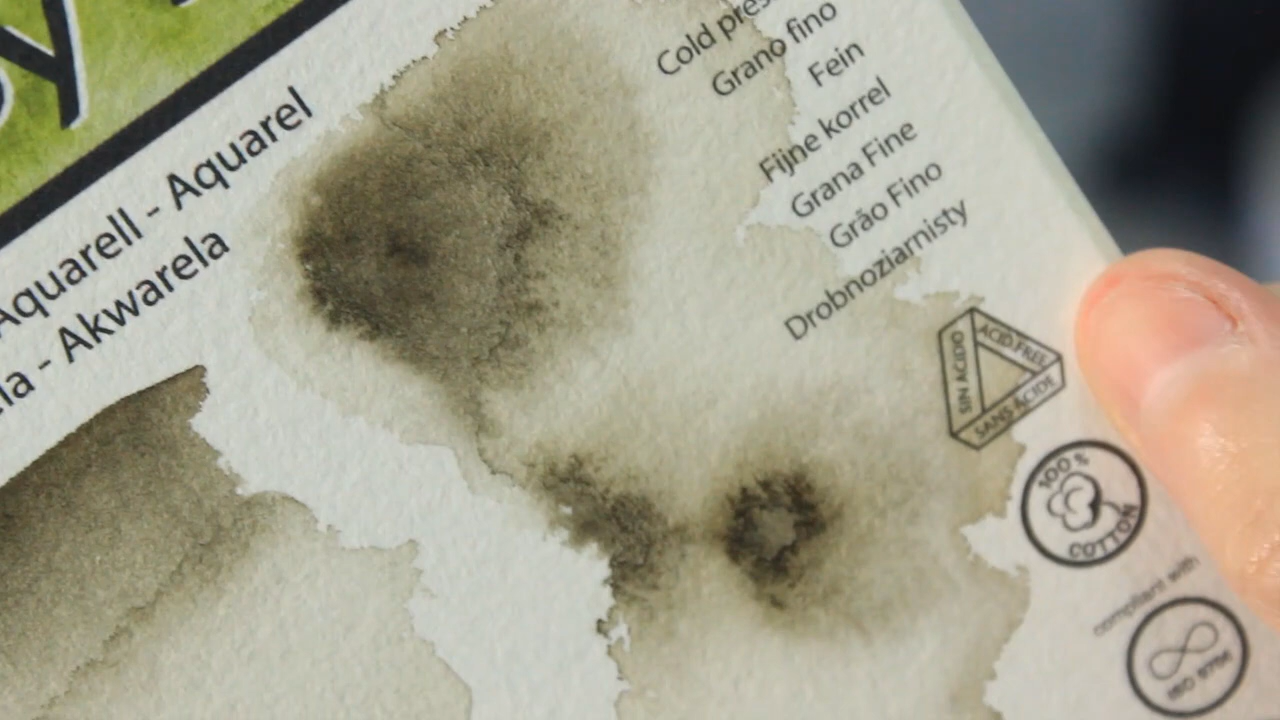 y
Aquarell - Aquarel
la - Akwarela
Cold pres
Grano fino
Fein
Fijne korrel
Grana Fine
Grão Fino
Drobnoziarnisty
SIN ACIDO
ACID FREE
SANS ACIDE
100%
COTTON
compliant with